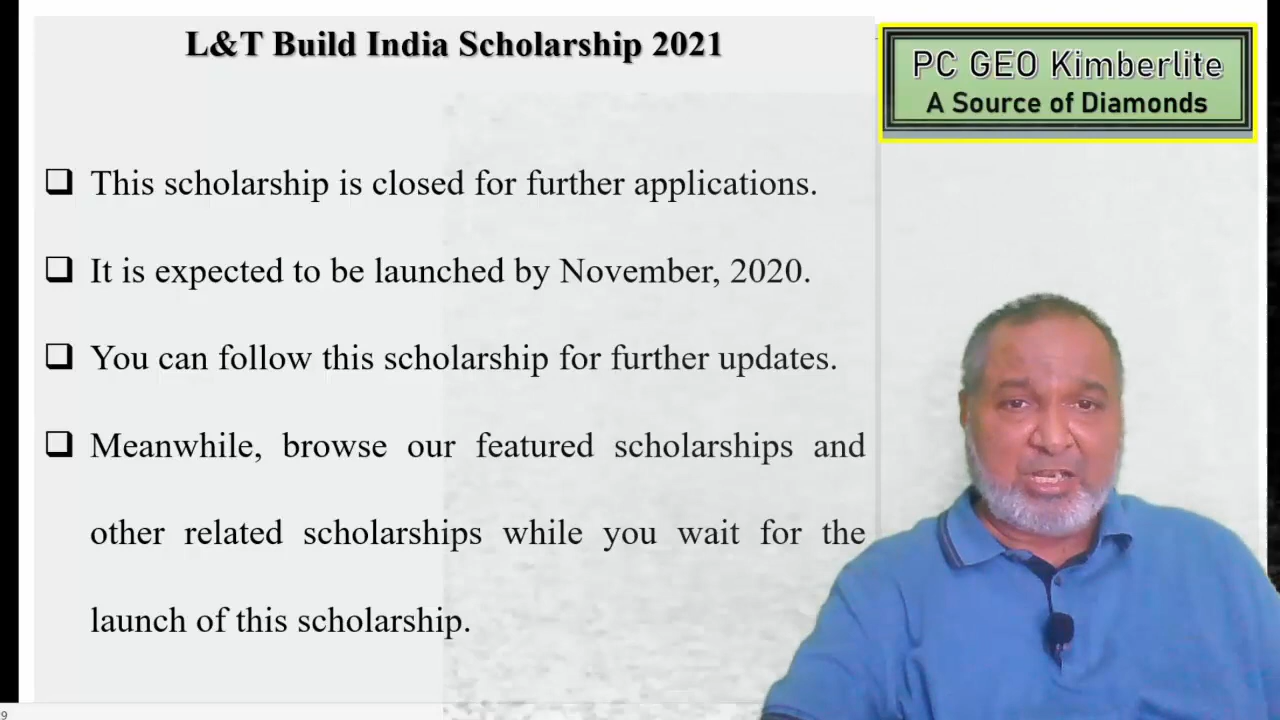 L&T Build India Scholarship 2021
PC GEO Kimberlite
A Source of Diamonds
❑ This scholarship is closed for further applications.
❑ It is expected to be launched by November, 2020.
❑ You can follow this scholarship for further updates.
❑ Meanwhile, browse our featured scholarships and
other related scholarships while you wait for the
launch of this scholarship.
9